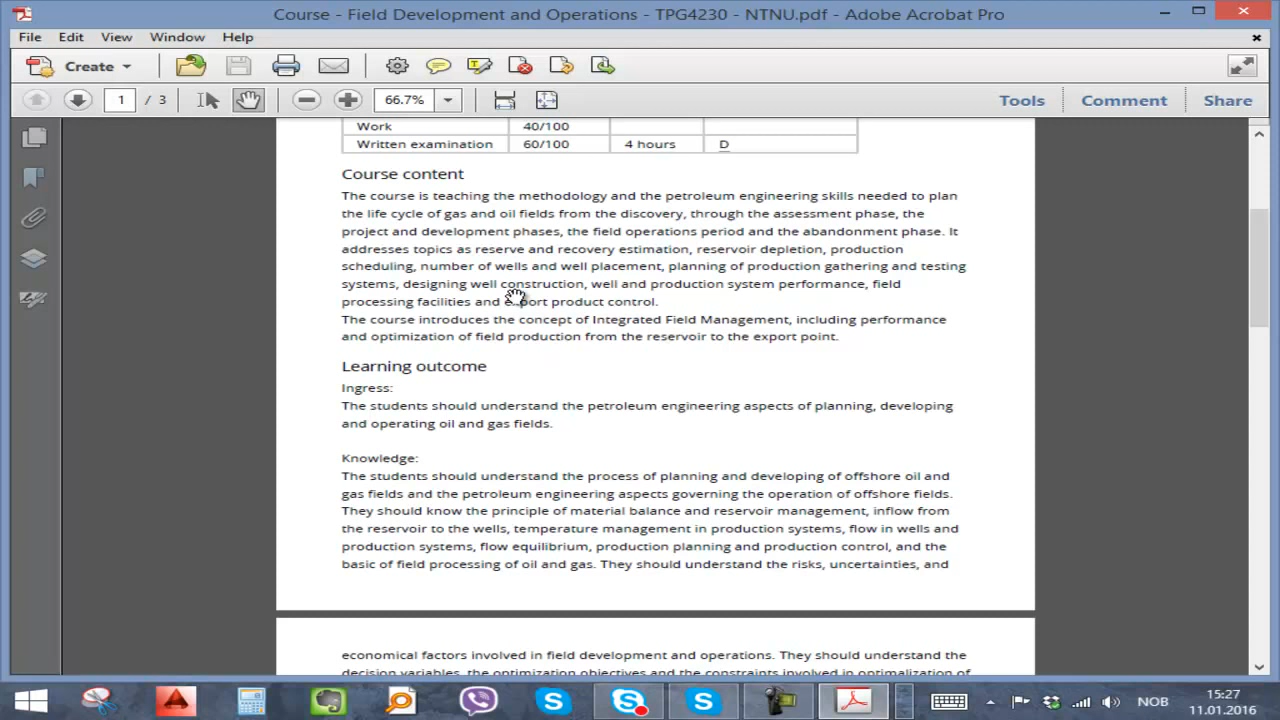 Course - Field Development and Operations - TPG4230 - NTNU.pdf - Adobe Acrobat Pro
File Edit View Window Help
Create
1 / 3 66.7% Tools Comment Share
Work 40/100
Written examination 60/100 4 hours D
Course content
The course is teaching the methodology and the petroleum engineering skills needed to plan
the life cycle of gas and oil fields from the discovery, through the assessment phase, the
project and development phases, the field operations period and the abandonment phase. It
addresses topics as reserve and recovery estimation, reservoir depletion, production
scheduling, number of wells and well placement, planning of production gathering and testing
systems, designing well construction, well and production system performance, field
processing facilities and export product control.
The course introduces the concept of Integrated Field Management, including performance
and optimization of field production from the reservoir to the export point.
Learning outcome
Ingress:
The students should understand the petroleum engineering aspects of planning, developing
and operating oil and gas fields.
Knowledge:
The students should understand the process of planning and developing of offshore oil and
gas fields and the petroleum engineering aspects governing the operation of offshore fields.
They should know the principle of material balance and reservoir management, inflow from
the reservoir to the wells, temperature management in production systems, flow in wells and
production systems, flow equilibrium, production planning and production control, and the
basic of field processing of oil and gas. They should understand the risks, uncertainties, and
economical factors involved in field development and operations. They should understand the
decision variables, the optimization objectives and the constraints involved in optimalization of
NOB
15:27
11.01.2016